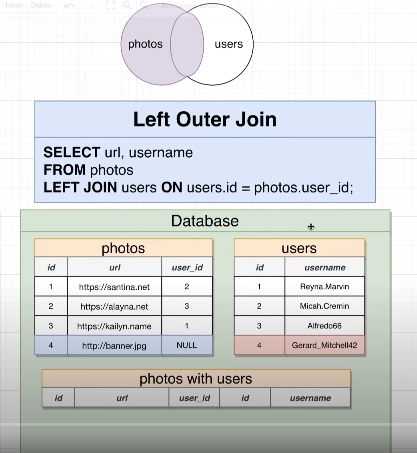 photos users
Left Outer Join
SELECT url, username
FROM photos
LEFT JOIN users ON users.id = photos.user_id;
Database
photos
id url user_id
1 https://santina.net 2
2 https://alayna.net 3
3 https://kailyn.name 1
4 http://banner.jpg NULL
users
id username
1 Reyna.Marvin
2 Micah.Cremin
3 Alfredo66
4 Gerard_Mitchell42
photos with users
id url user_id id username